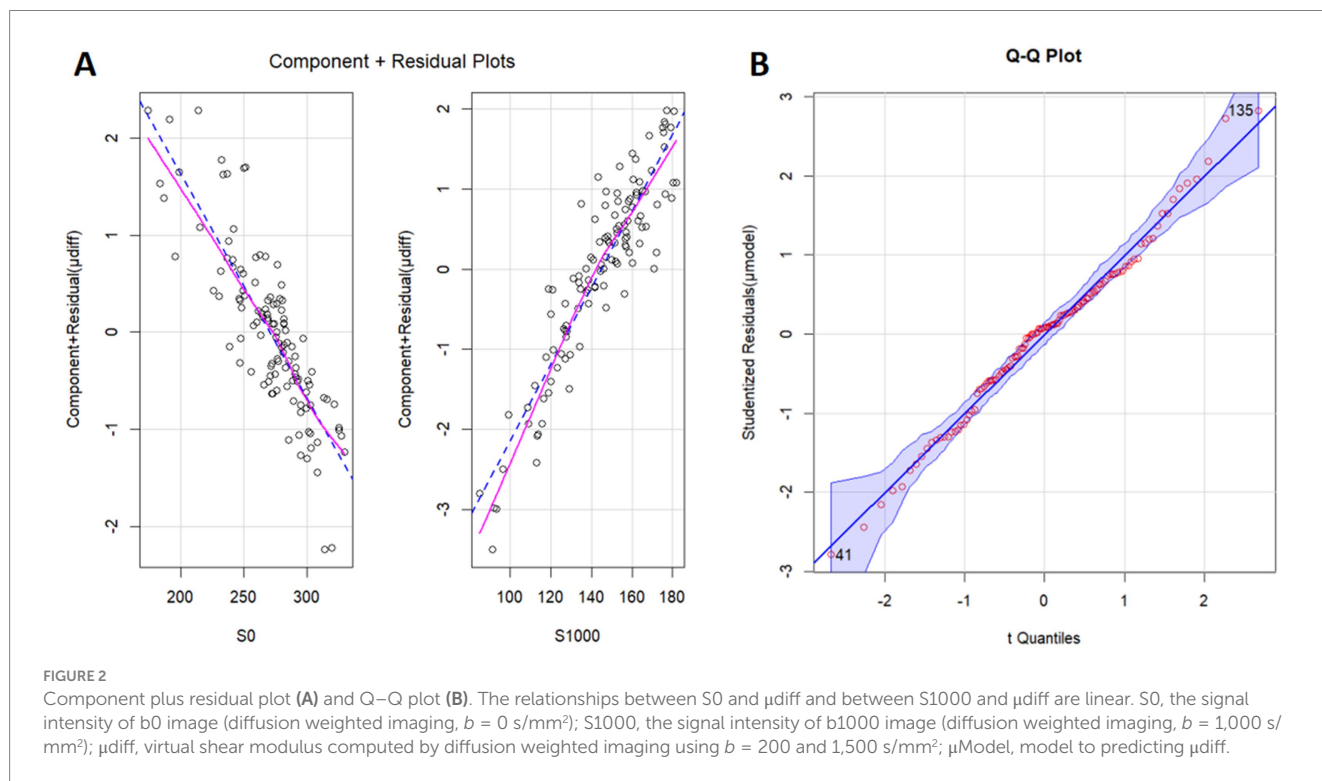 A
Component + Residual Plots
B
Q-Q Plot
Component+Residual(µdiff)
2
1
0
-1
-2
200 250 300
S0
Component+Residual(µdiff)
2
1
0
-1
-2
-3
100 120 140 160 180
S1000
Studentized Residuals(µmodel)
3
2
1
0
-1
-2
-3
135
41
-2 -1 0 1 2
t Quantiles
FIGURE 2
Component plus residual plot (A) and Q–Q plot (B). The relationships between S0 and µdiff and between S1000 and µdiff are linear. S0, the signal
intensity of b0 image (diffusion weighted imaging, b = 0 s/mm²); S1000, the signal intensity of b1000 image (diffusion weighted imaging, b = 1,000 s/
mm²); µdiff, virtual shear modulus computed by diffusion weighted imaging using b = 200 and 1,500 s/mm²; µModel, model to predicting µdiff.